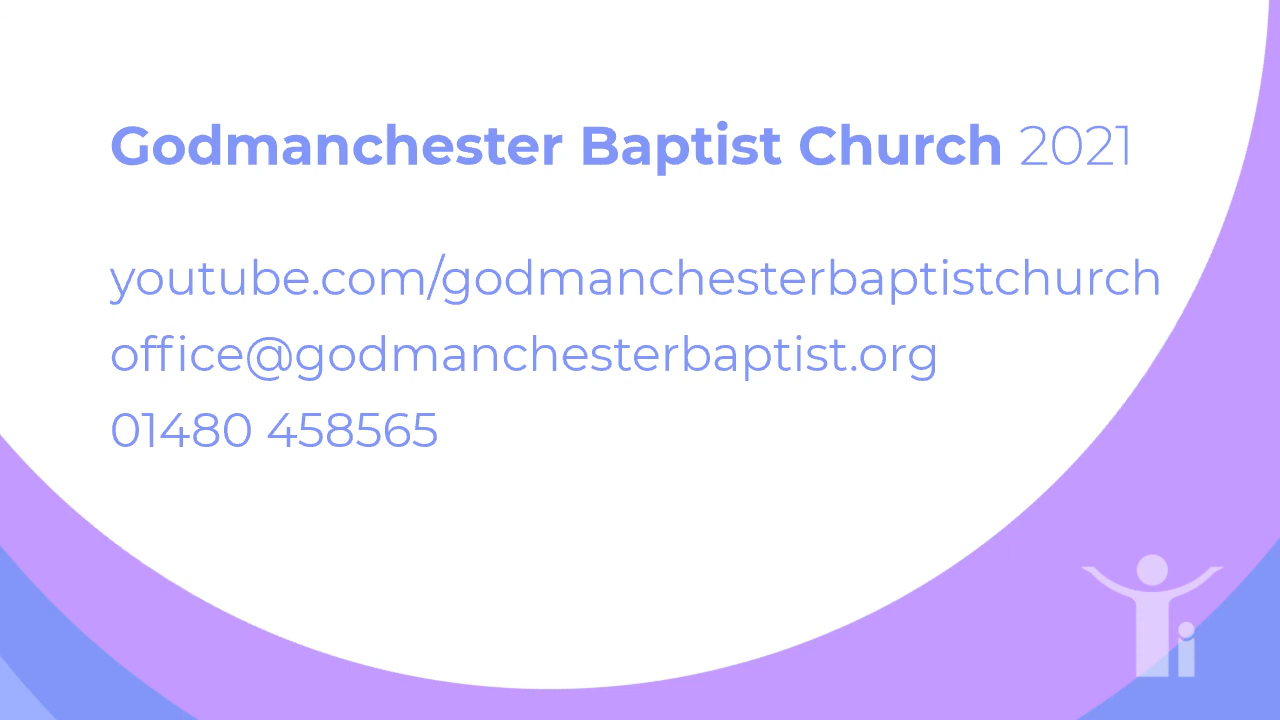 Godmanchester Baptist Church 2021
youtube.com/godmanchesterbaptistchurch
office@godmanchesterbaptist.org
01480 458565